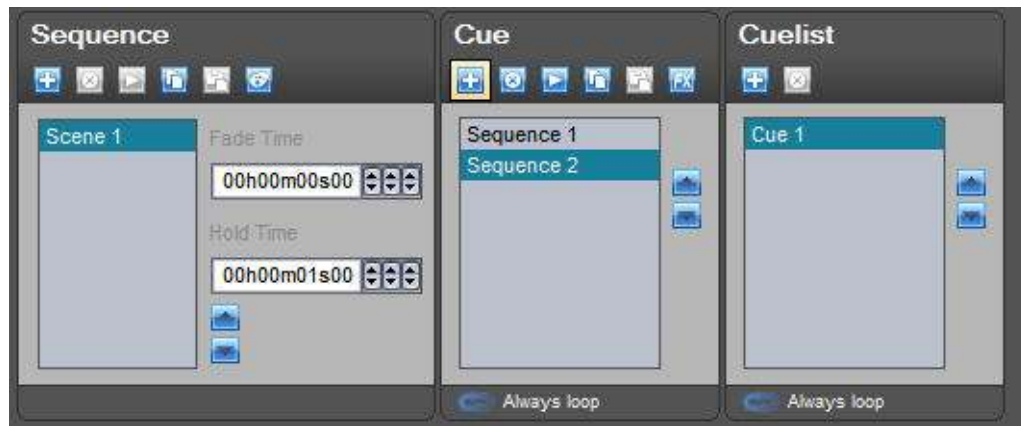 Sequence
Scene 1
Fade Time
00h00m00s00
Hold Time
00h00m01s00
Cue
FX
Sequence 1
Sequence 2
Always loop
Cuelist
Cue 1
Always loop